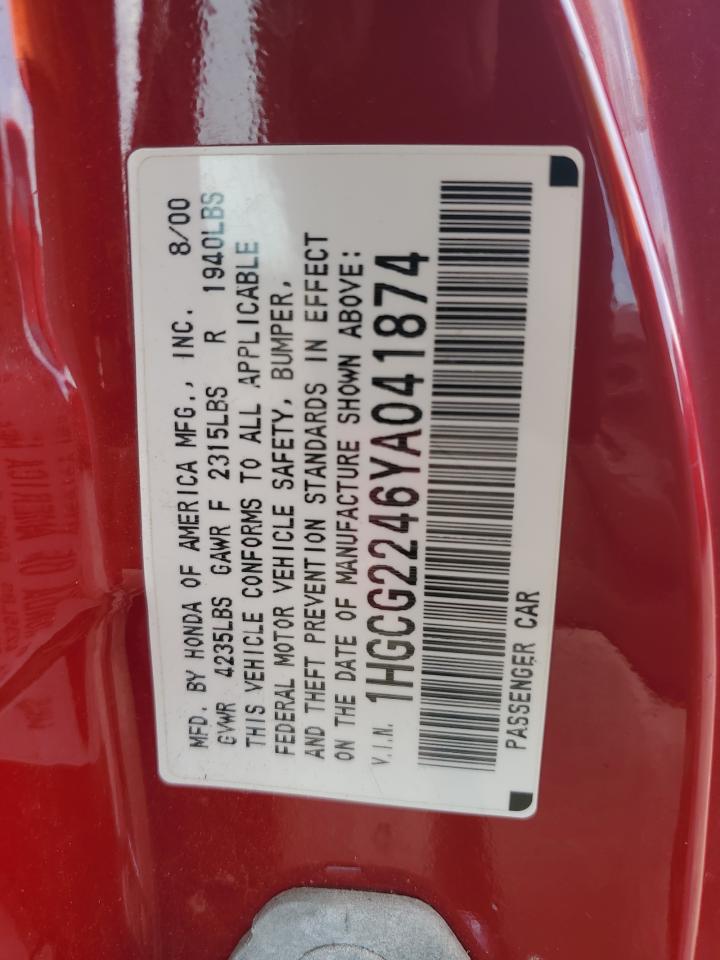 MFD. BY HONDA OF AMERICA MFG., INC. 8/00
GVWR 4235LBS GAWR F 2315LBS R 1940LBS
THIS VEHICLE CONFORMS TO ALL APPLICABLE
FEDERAL MOTOR VEHICLE SAFETY, BUMPER,
AND THEFT PREVENTION STANDARDS IN EFFECT
ON THE DATE OF MANUFACTURE SHOWN ABOVE:
V.I.N. 1HGCG2246YA041874
PASSENGER CAR